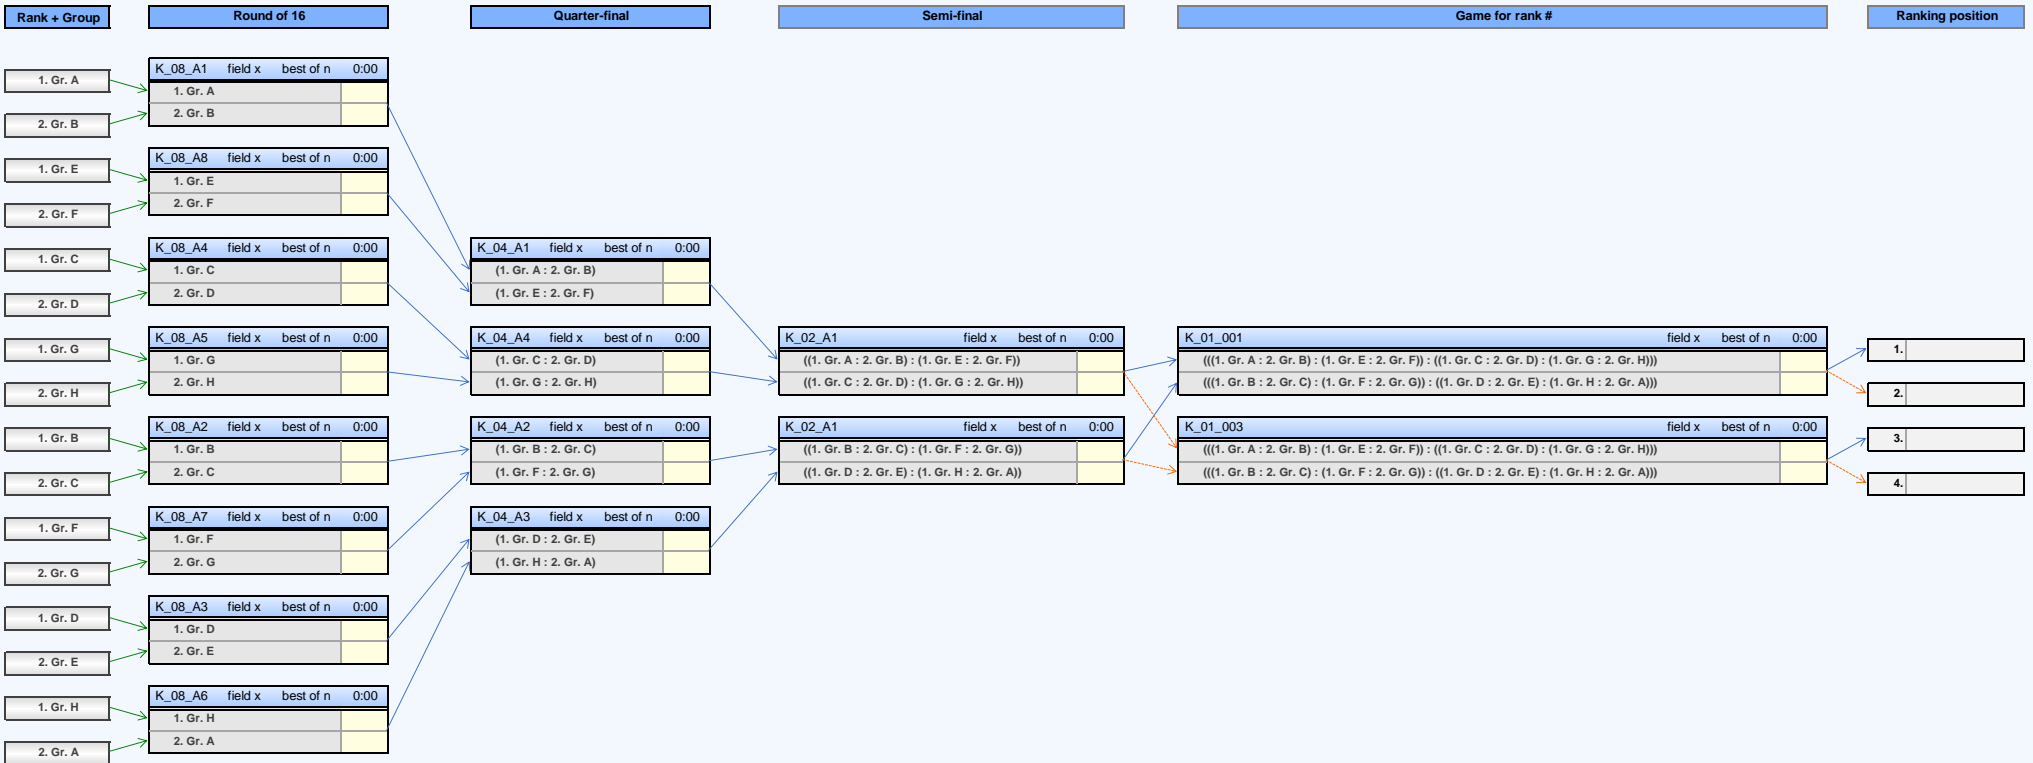 Rank + Group
Round of 16
Quarter-final
Semi-final
Game for rank #
Ranking position
1. Gr. A
2. Gr. B
1. Gr. E
2. Gr. F
1. Gr. C
2. Gr. D
1. Gr. G
2. Gr. H
1. Gr. B
2. Gr. C
1. Gr. F
2. Gr. G
1. Gr. D
2. Gr. E
1. Gr. H
2. Gr. A
K_08_A1 field x best of n 0:00
1. Gr. A
2. Gr. B
K_08_A8 field x best of n 0:00
1. Gr. E
2. Gr. F
K_08_A4 field x best of n 0:00
1. Gr. C
2. Gr. D
K_08_A5 field x best of n 0:00
1. Gr. G
2. Gr. H
K_08_A2 field x best of n 0:00
1. Gr. B
2. Gr. C
K_08_A7 field x best of n 0:00
1. Gr. F
2. Gr. G
K_08_A3 field x best of n 0:00
1. Gr. D
2. Gr. E
K_08_A6 field x best of n 0:00
1. Gr. H
2. Gr. A
K_04_A1 field x best of n 0:00
(1. Gr. A : 2. Gr. B)
(1. Gr. E : 2. Gr. F)
K_04_A4 field x best of n 0:00
(1. Gr. C : 2. Gr. D)
(1. Gr. G : 2. Gr. H)
K_04_A2 field x best of n 0:00
(1. Gr. B : 2. Gr. C)
(1. Gr. F : 2. Gr. G)
K_04_A3 field x best of n 0:00
(1. Gr. D : 2. Gr. E)
(1. Gr. H : 2. Gr. A)
K_02_A1 field x best of n 0:00
((1. Gr. A : 2. Gr. B) : (1. Gr. E : 2. Gr. F))
((1. Gr. C : 2. Gr. D) : (1. Gr. G : 2. Gr. H))
K_02_A1 field x best of n 0:00
((1. Gr. B : 2. Gr. C) : (1. Gr. F : 2. Gr. G))
((1. Gr. D : 2. Gr. E) : (1. Gr. H : 2. Gr. A))
K_01_001 field x best of n 0:00
(((1. Gr. A : 2. Gr. B) : (1. Gr. E : 2. Gr. F)) : ((1. Gr. C : 2. Gr. D) : (1. Gr. G : 2. Gr. H)))
(((1. Gr. B : 2. Gr. C) : (1. Gr. F : 2. Gr. G)) : ((1. Gr. D : 2. Gr. E) : (1. Gr. H : 2. Gr. A)))
K_01_003 field x best of n 0:00
(((1. Gr. A : 2. Gr. B) : (1. Gr. E : 2. Gr. F)) : ((1. Gr. C : 2. Gr. D) : (1. Gr. G : 2. Gr. H)))
(((1. Gr. B : 2. Gr. C) : (1. Gr. F : 2. Gr. G)) : ((1. Gr. D : 2. Gr. E) : (1. Gr. H : 2. Gr. A)))
1.
2.
3.
4.